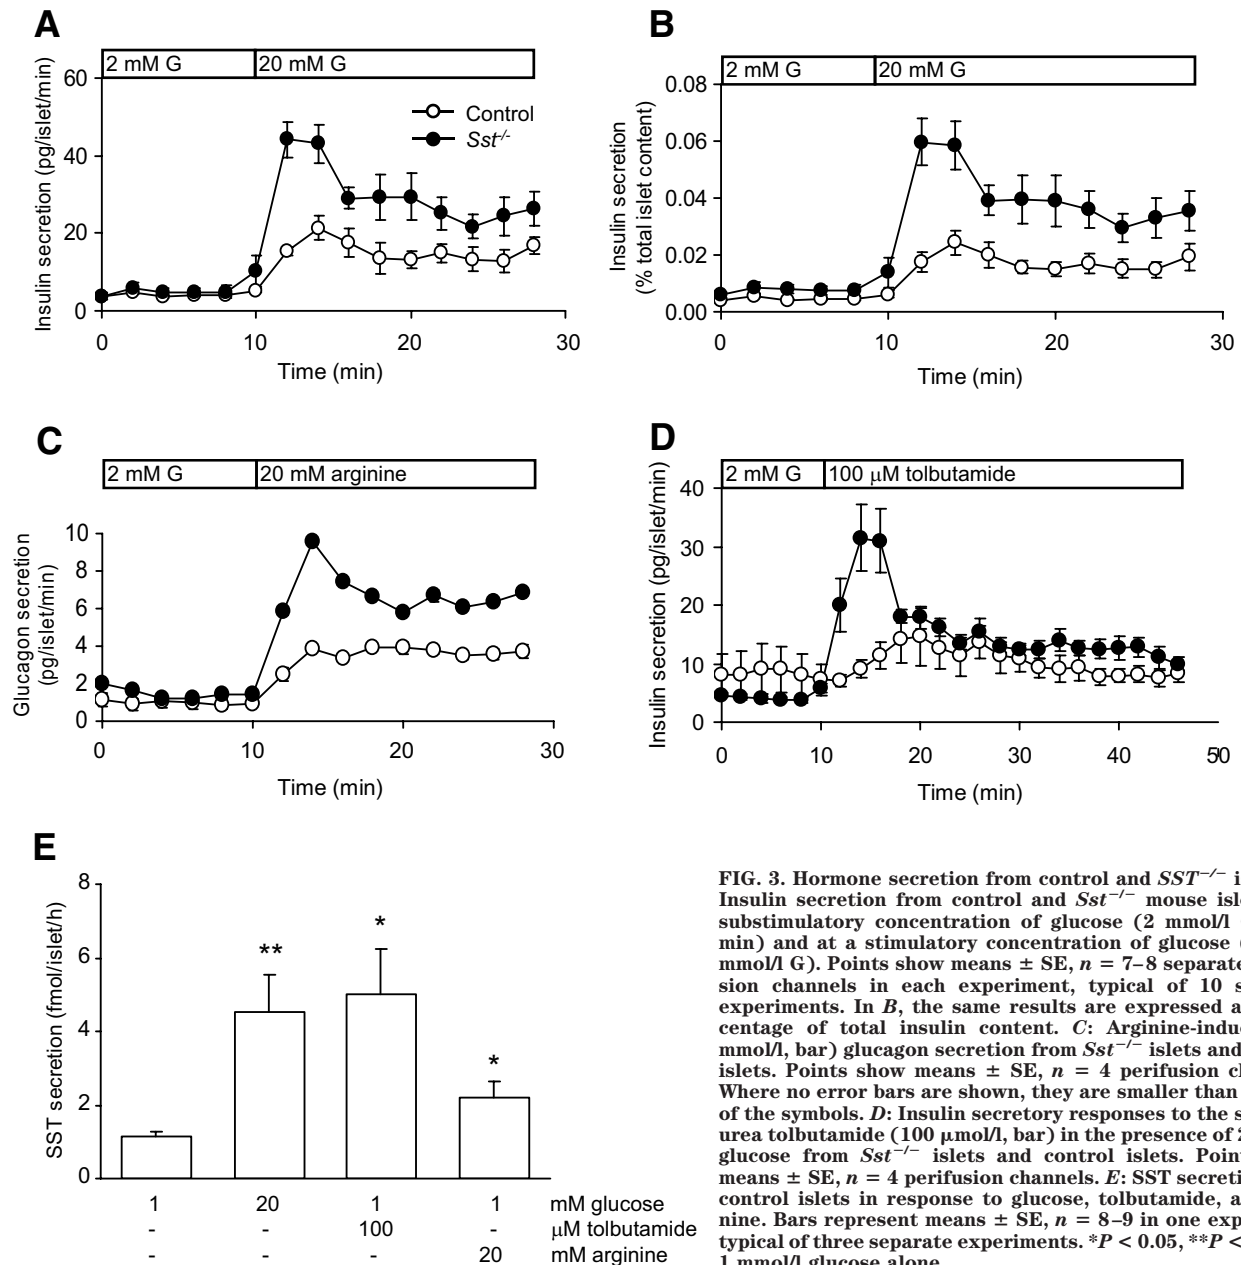 A
2 mM G
20 mM G
Insulin secretion (pg/islet/min)
60
40
20
0
Control
Sst-/-
0
10
20
30
Time (min)
B
2 mM G
20 mM G
Insulin secretion
(% total islet content)
0.08
0.06
0.04
0.02
0.00
0
10
20
30
Time (min)
C
2 mM G
20 mM arginine
Glucagon secretion
(pg/islet/min)
10
8
6
4
2
0
0
10
20
30
Time (min)
D
2 mM G
100 μM tolbutamide
Insulin secretion (pg/islet/min)
40
30
20
10
0
0
10
20
30
40
50
Time (min)
E
SST secretion (fmol/islet/h)
8
6
4
2
0
**
*
*
1 20 1 1 mM glucose
- - 100 - μM tolbutamide
- - - 20 mM arginine
FIG. 3. Hormone secretion from control and SST−/− i
Insulin secretion from control and Sst−/− mouse isle
substimulatory concentration of glucose (2 mmol/l
min) and at a stimulatory concentration of glucose (
mmol/l G). Points show means ± SE, n = 7–8 separate
sion channels in each experiment, typical of 10 s
experiments. In B, the same results are expressed a
centage of total insulin content. C: Arginine-indu
mmol/l, bar) glucagon secretion from Sst−/− islets and
islets. Points show means ± SE, n = 4 perifusion c
Where no error bars are shown, they are smaller than
of the symbols. D: Insulin secretory responses to the s
urea tolbutamide (100 μmol/l, bar) in the presence of 2
glucose from Sst−/− islets and control islets. Poin
means ± SE, n = 4 perifusion channels. E: SST secreti
control islets in response to glucose, tolbutamide, a
nine. Bars represent means ± SE, n = 8–9 in one exp
typical of three separate experiments. *P < 0.05, **P <
1 mmol/l glucose alone